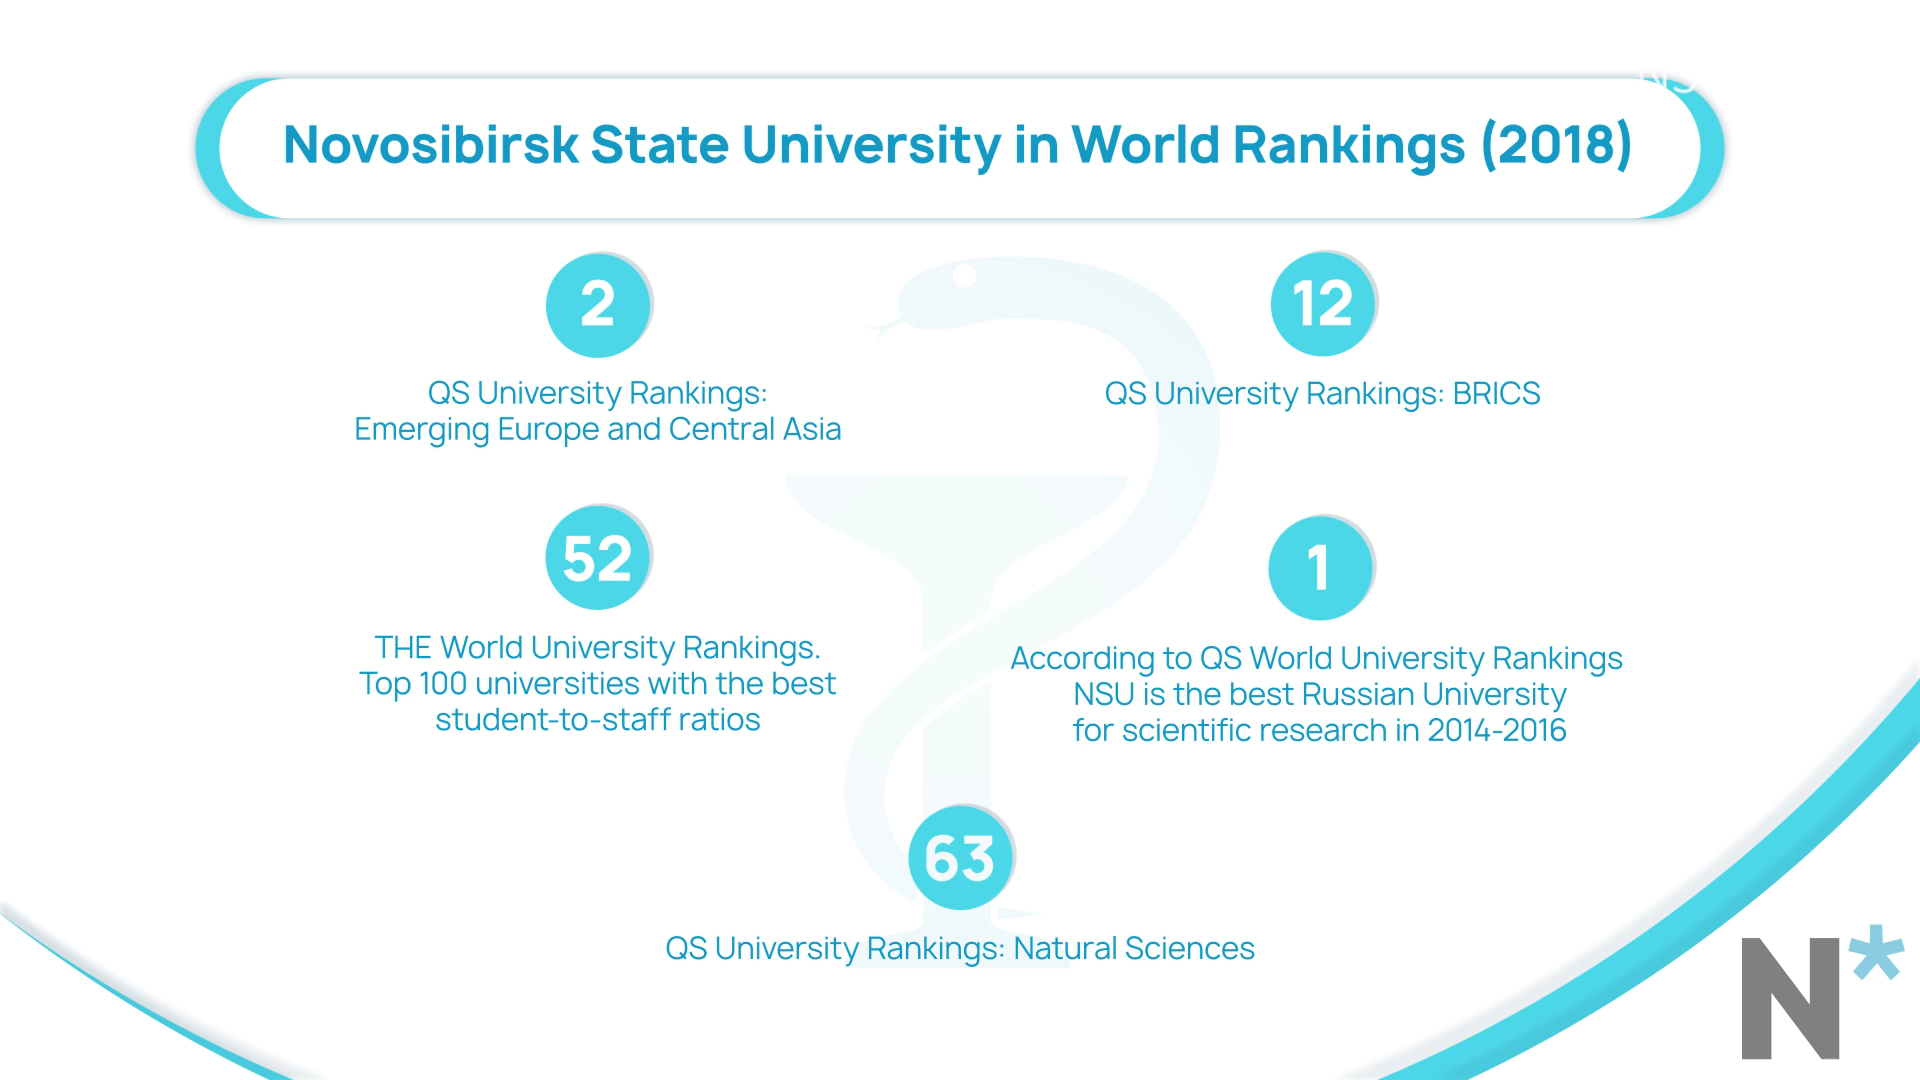 Novosibirsk State University in World Rankings (2018)
2
QS University Rankings:
Emerging Europe and Central Asia
12
QS University Rankings: BRICS
52
THE World University Rankings.
Top 100 universities with the best
student-to-staff ratios
1
According to QS World University Rankings
NSU is the best Russian University
for scientific research in 2014-2016
63
QS University Rankings: Natural Sciences
N*